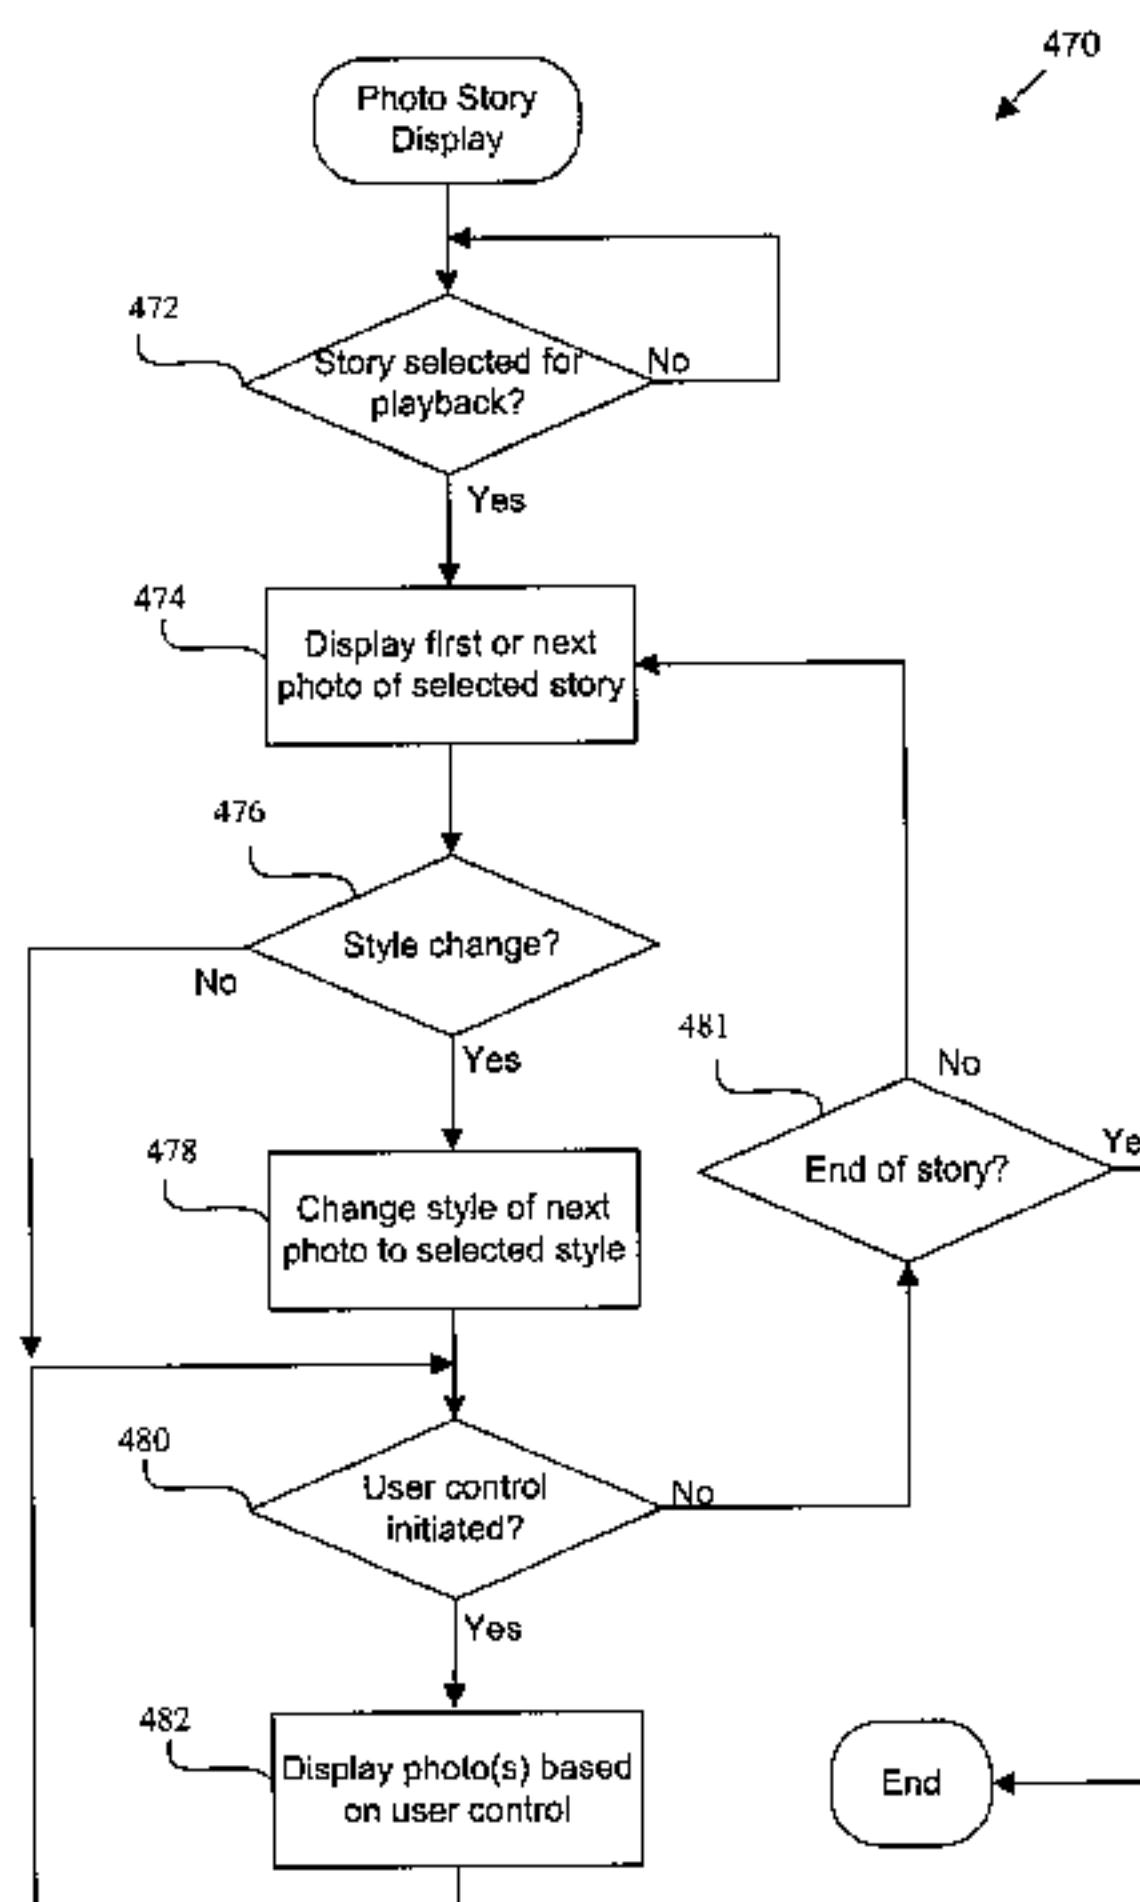 470
Photo Story
Display
472
Story selected for
playback?
No
Yes
474
Display first or next
photo of selected story
476
Style change?
No
Yes
481
No
End of story?
Ye
478
Change style of next
photo to selected style
480
User control
initiated?
No
Yes
482
Display photo(s) based
on user control
End